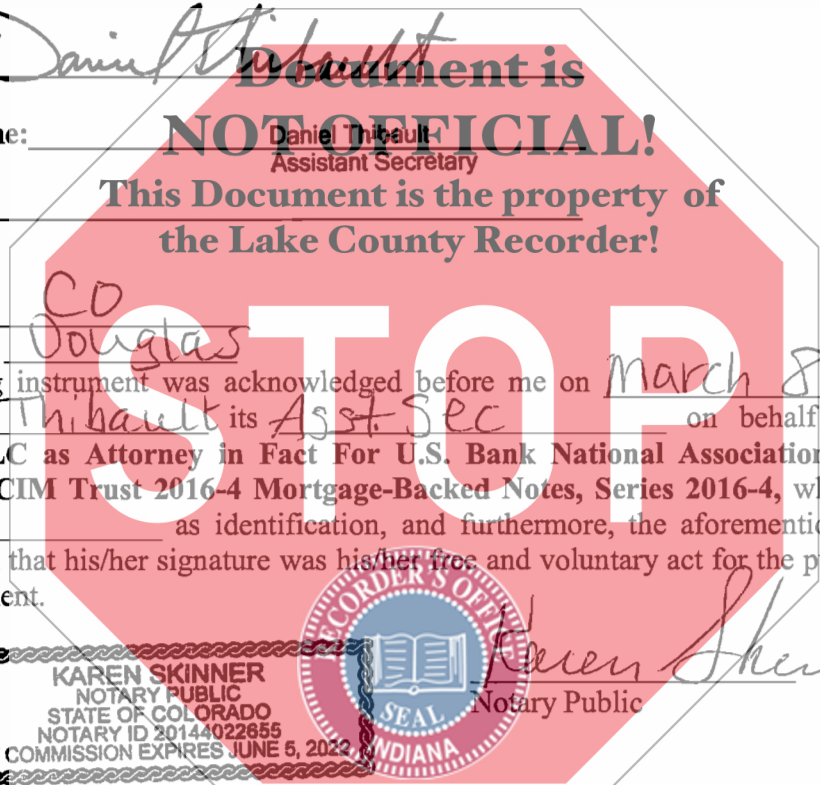 Daniel Thibault
Document is
NOT OFFICIAL!
e:
Daniel Thibault
Assistant Secretary
This Document is the property of
the Lake County Recorder!
CO
Douglas
STOP
g instrument was acknowledged before me on March 8
Thibault its Asst. Sec on behalf
LC as Attorney in Fact For U.S. Bank National Association
CIM Trust 2016-4 Mortgage-Backed Notes, Series 2016-4, wh
as identification, and furthermore, the aforementio
that his/her signature was his/her free and voluntary act for the p
ent.
RECORDER'S OFFICE
SEAL
INDIANA
Karen Skin
Notary Public
KAREN SKINNER
NOTARY PUBLIC
STATE OF COLORADO
NOTARY ID 20144022655
COMMISSION EXPIRES JUNE 5, 2022